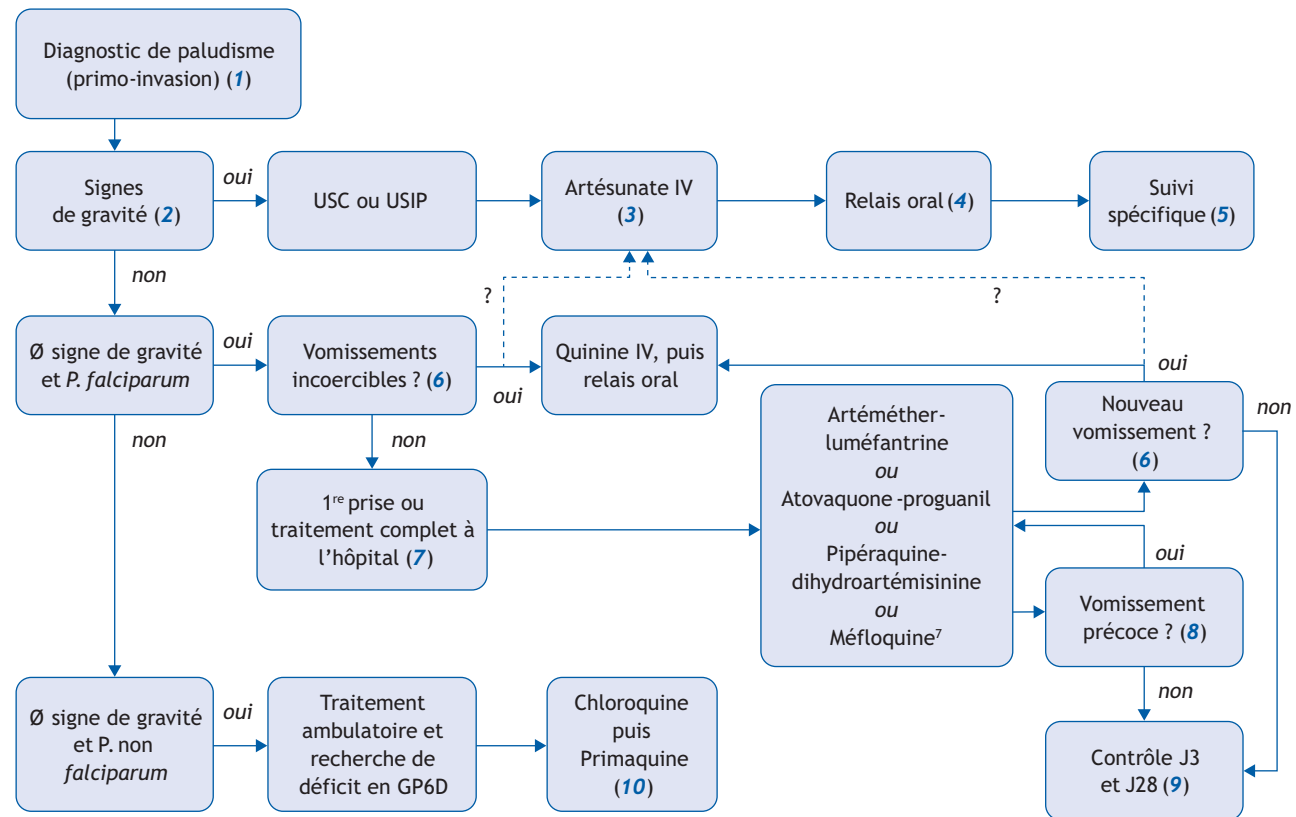 Diagnostic de paludisme
(primo-invasion) (1)
Signes
de gravité (2)
oui
USC ou USIP
Artésunate IV
(3)
Relais oral (4)
Suivi
spécifique (5)
non
?
?
Ø signe de gravité
et P. falciparum
oui
Vomissements
incoercibles ? (6)
oui
Quinine IV, puis
relais oral
oui
non
non
non
Nouveau
vomissement ?
(6)
1re prise ou
traitement complet à
l’hôpital (7)
Artéméther-
luméfantrine
ou
Atovaquone -proguanil
ou
Pipéraquine-
dihydroartémisinine
ou
Méfloquine7
oui
Vomissement
précoce ? (8)
non
Ø signe de gravité
et P. non
falciparum
oui
Traitement
ambulatoire et
recherche de
déficit en GP6D
Chloroquine
puis
Primaquine
(10)
Contrôle J3
et J28 (9)